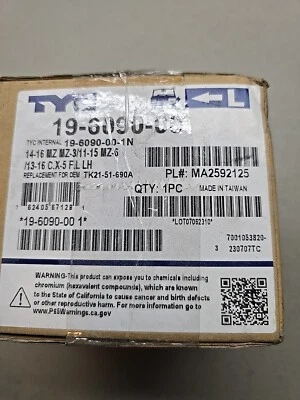 TYC
L
19-6090-00
TYC INTERNAL 19-6090-00-1N
14-16 MZ MZ-3/11-15 MZ-6
/13-16 C.X-5 F.L LH PL#: MA2592125
REPLACEMENT FOR OEM TK21-51-690A
QTY: 1PC MADE IN TAIWAN
*LOT07062310*
*19-6090-00 1*
7001053820-
3 230707TC
WARNING-This product can expose you to chemicals including
chromium (hexavalent compounds), which are known
to the State of California to cause cancer and birth defects
or other reproductive harm. For more information go to
www.P65Warnings.ca.gov